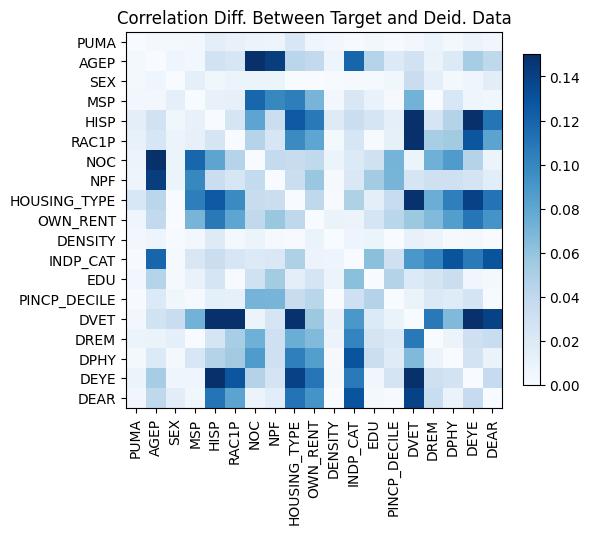 Correlation Diff. Between Target and Deid. Data
PUMA
AGEP
SEX
MSP
HISP
RAC1P
NOC
NPF
HOUSING_TYPE
OWN_RENT
DENSITY
INDP_CAT
EDU
PINCP_DECILE
DVET
DREM
DPHY
DEYE
DEAR
PUMA
AGEP
SEX
MSP
HISP
RAC1P
NOC
NPF
HOUSING_TYPE
OWN_RENT
DENSITY
INDP_CAT
EDU
PINCP_DECILE
DVET
DREM
DPHY
DEYE
DEAR
0.14
0.12
0.10
0.08
0.06
0.04
0.02
0.00